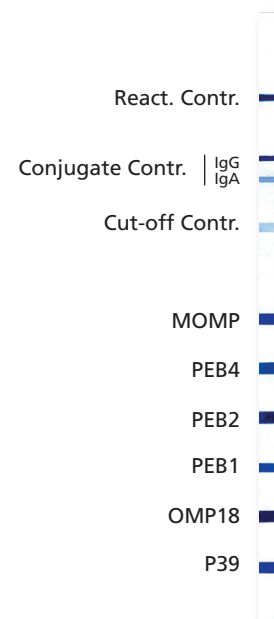 React. Contr.
Conjugate Contr. | IgG
IgA
Cut-off Contr.
MOMP
PEB4
PEB2
PEB1
OMP18
P39